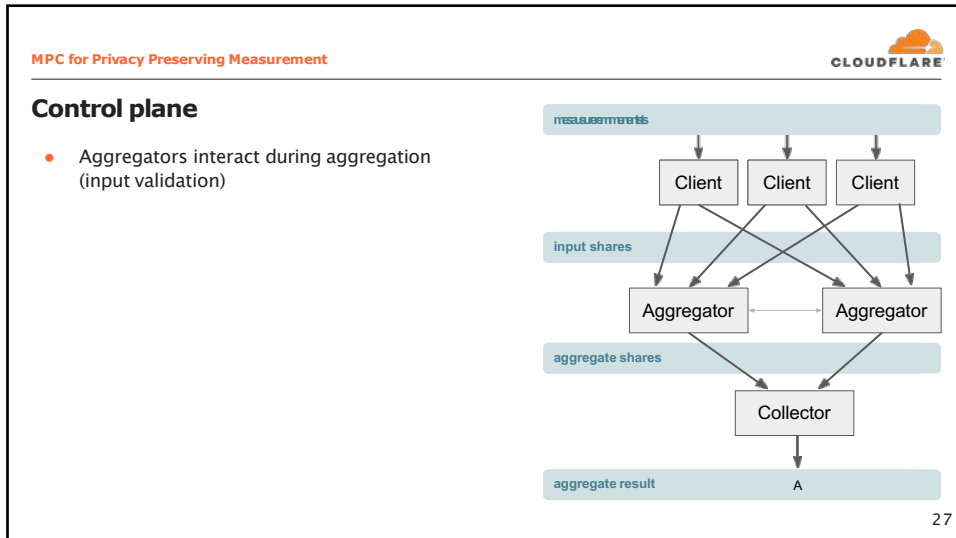 MPC for Privacy Preserving Measurement
CLOUDFLARE
Control plane
● Aggregators interact during aggregation
(input validation)
measurements
Client Client Client
input shares
Aggregator Aggregator
aggregate shares
Collector
aggregate result A
27